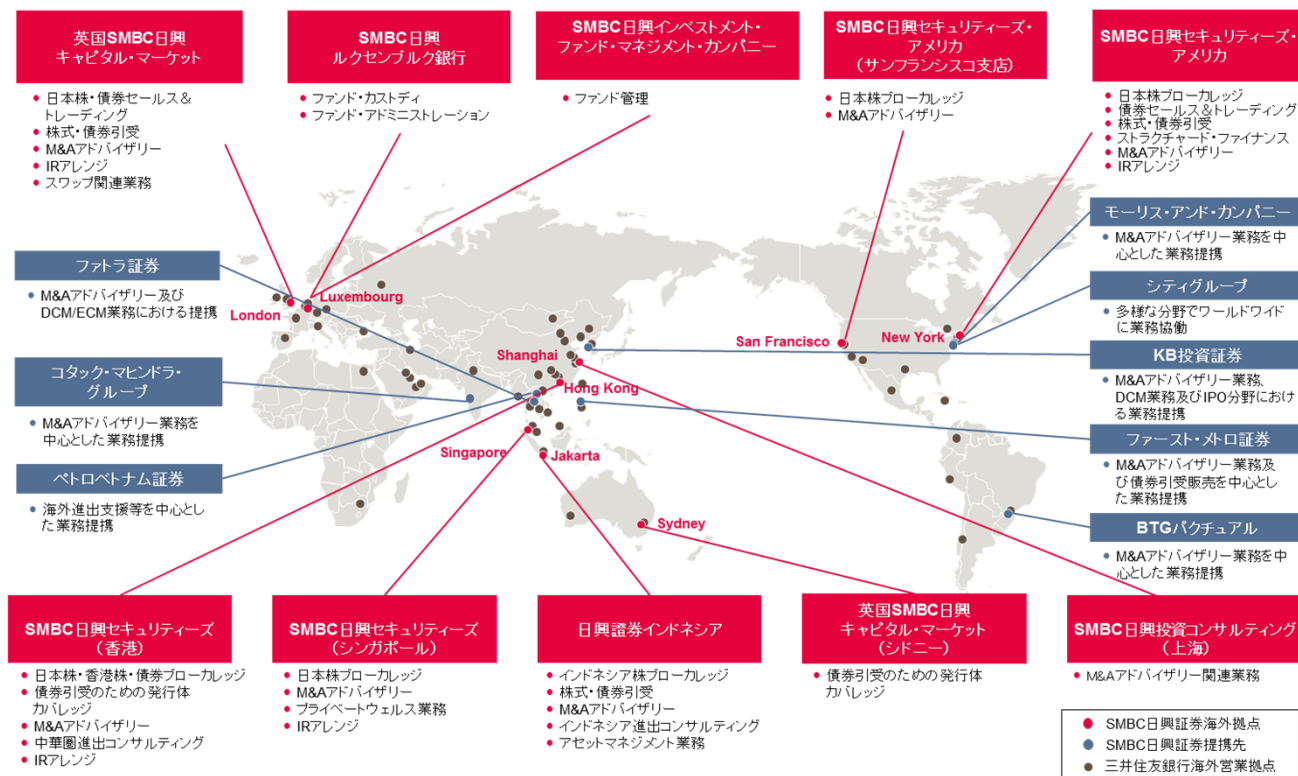 英国SMBC日興
キャピタル・マーケット
• 日本株・債券セールス＆
トレーディング
• 株式・債券引受
• M&Aアドバイザリー
• IRアレンジ
• スワップ関連業務
SMBC日興
ルクセンブルク銀行
• ファンド・カストディ
• ファンド・アドミニストレーション
SMBC日興インベストメント・
ファンド・マネジメント・カンパニー
• ファンド管理
SMBC日興セキュリティーズ・
アメリカ
（サンフランシスコ支店）
• 日本株ブローカレッジ
• M&Aアドバイザリー
SMBC日興セキュリティーズ・
アメリカ
• 日本株ブローカレッジ
• 債券セールス＆トレーディング
• 株式・債券引受
• ストラクチャード・ファイナンス
• M&Aアドバイザリー
• IRアレンジ
ファトラ証券
• M&Aアドバイザリー及び
DCM/ECM業務における提携
コタック・マヒンドラ・
グループ
• M&Aアドバイザリー業務を
中心とした業務提携
ペトロベトナム証券
• 海外進出支援等を中心とし
た業務提携
Luxembourg
London
Shanghai
Hong Kong
Singapore
Jakarta
Sydney
San Francisco
New York
モーリス・アンド・カンパニー
• M&Aアドバイザリー業務を中
心とした業務提携
シティグループ
• 多様な分野でワールドワイド
に業務協働
KB投資証券
• M&Aアドバイザリー業務、
DCM業務及びIPO分野におけ
る業務提携
ファースト・メトロ証券
• M&Aアドバイザリー業務及
び債券引受販売を中心とし
た業務提携
BTGパクチュアル
• M&Aアドバイザリー業務を中
心とした業務提携
SMBC日興セキュリティーズ
（香港）
• 日本株・香港株・債券ブローカレッジ
• 債券引受のための発行体
カバレッジ
• M&Aアドバイザリー
• 中華圏進出コンサルティング
• IRアレンジ
SMBC日興セキュリティーズ
（シンガポール）
• 日本株ブローカレッジ
• M&Aアドバイザリー
• プライベートウェルス業務
• IRアレンジ
日興證券インドネシア
• インドネシア株ブローカレッジ
• 株式・債券引受
• M&Aアドバイザリー
• インドネシア進出コンサルティング
• アセットマネジメント業務
英国SMBC日興
キャピタル・マーケット
（シドニー）
• 債券引受のための発行体
カバレッジ
SMBC日興投資コンサルティング
（上海）
• M&Aアドバイザリー関連業務
SMBC日興証券海外拠点
SMBC日興証券提携先
三井住友銀行海外営業拠点